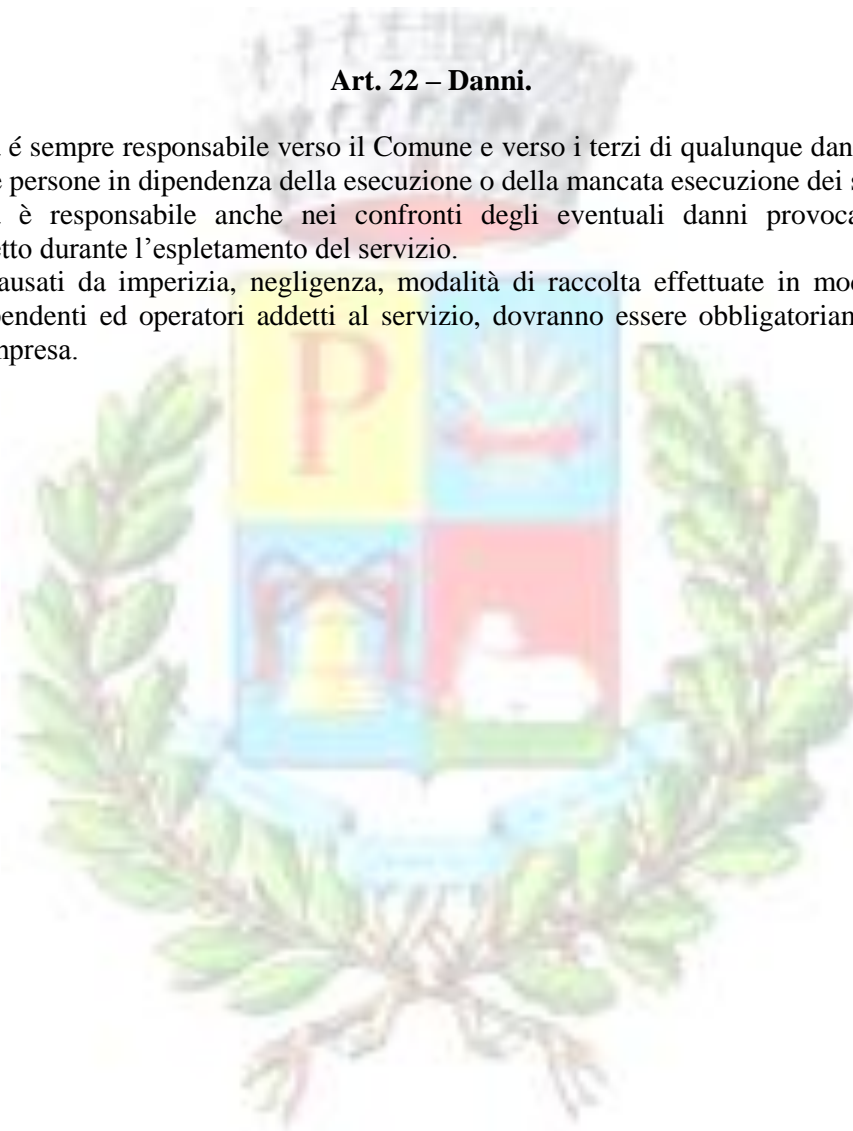 Art. 22 – Danni.
é sempre responsabile verso il Comune e verso i terzi di qualunque dan
persone in dipendenza della esecuzione o della mancata esecuzione dei s
è responsabile anche nei confronti degli eventuali danni provoca
etto durante l’espletamento del servizio.
ausati da imperizia, negligenza, modalità di raccolta effettuate in mod
pendenti ed operatori addetti al servizio, dovranno essere obbligatorian
npresa.
P